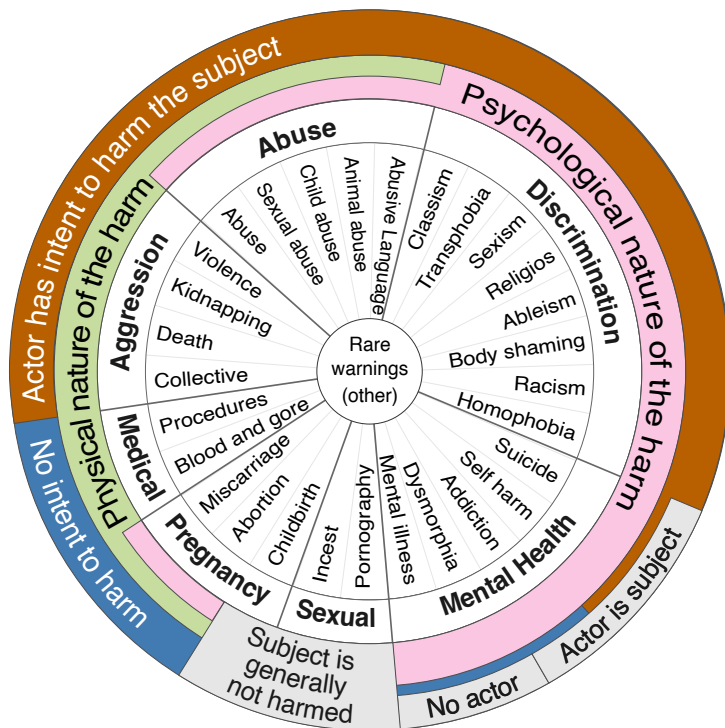 Actor has intent to harm the subject
No intent to harm
Subject is
generally
not harmed
No actor
Actor is subject
Physical nature of the harm
Psychological nature of the harm
Abuse
Abuse
Sexual abuse
Child abuse
Animal abuse
Abusive Language
Discrimination
Classism
Transphobia
Sexism
Religios
Ableism
Body shaming
Racism
Homophobia
Mental Health
Suicide
Self harm
Addiction
Dysmorphia
Mental illness
Sexual
Pornography
Incest
Pregnancy
Childbirth
Abortion
Miscarriage
Medical
Blood and gore
Procedures
Aggression
Collective
Death
Kidnapping
Violence
Rare
warnings
(other)